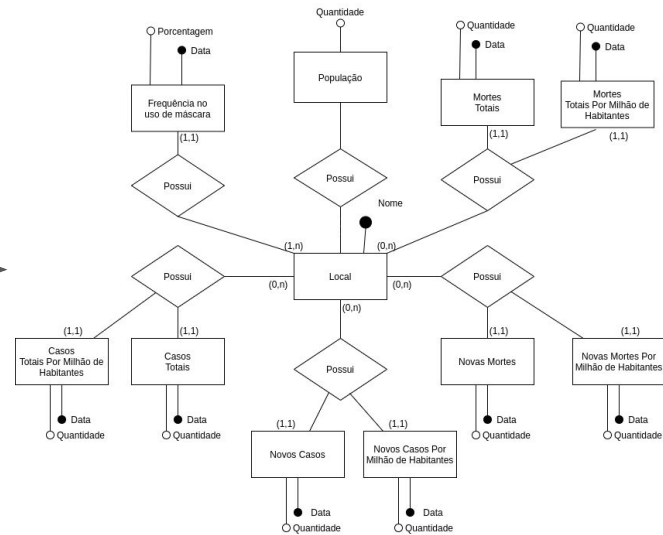 Porcentagem
Data
Frequência no
uso de máscara
(1,1)
Possui
Quantidade
População
Possui
Nome
Quantidade
Data
Mortes
Totais
(1,1)
Quantidade
Data
Mortes
Totais Por Milhão de
Habitantes
(1,1)
Possui
(1,n)
(0,n)
Local
(0,n)
(0,n)
(0,n)
Possui
(1,1)
(1,1)
Casos
Totais Por Milhão de
Habitantes
Data
Quantidade
Casos
Totais
Data
Quantidade
Possui
(1,1)
(1,1)
Novos Casos
Data
Quantidade
Novos Casos Por
Milhão de Habitantes
Data
Quantidade
Possui
(1,1)
(1,1)
Novas Mortes
Data
Quantidade
Novas Mortes Por
Milhão de Habitantes
Data
Quantidade